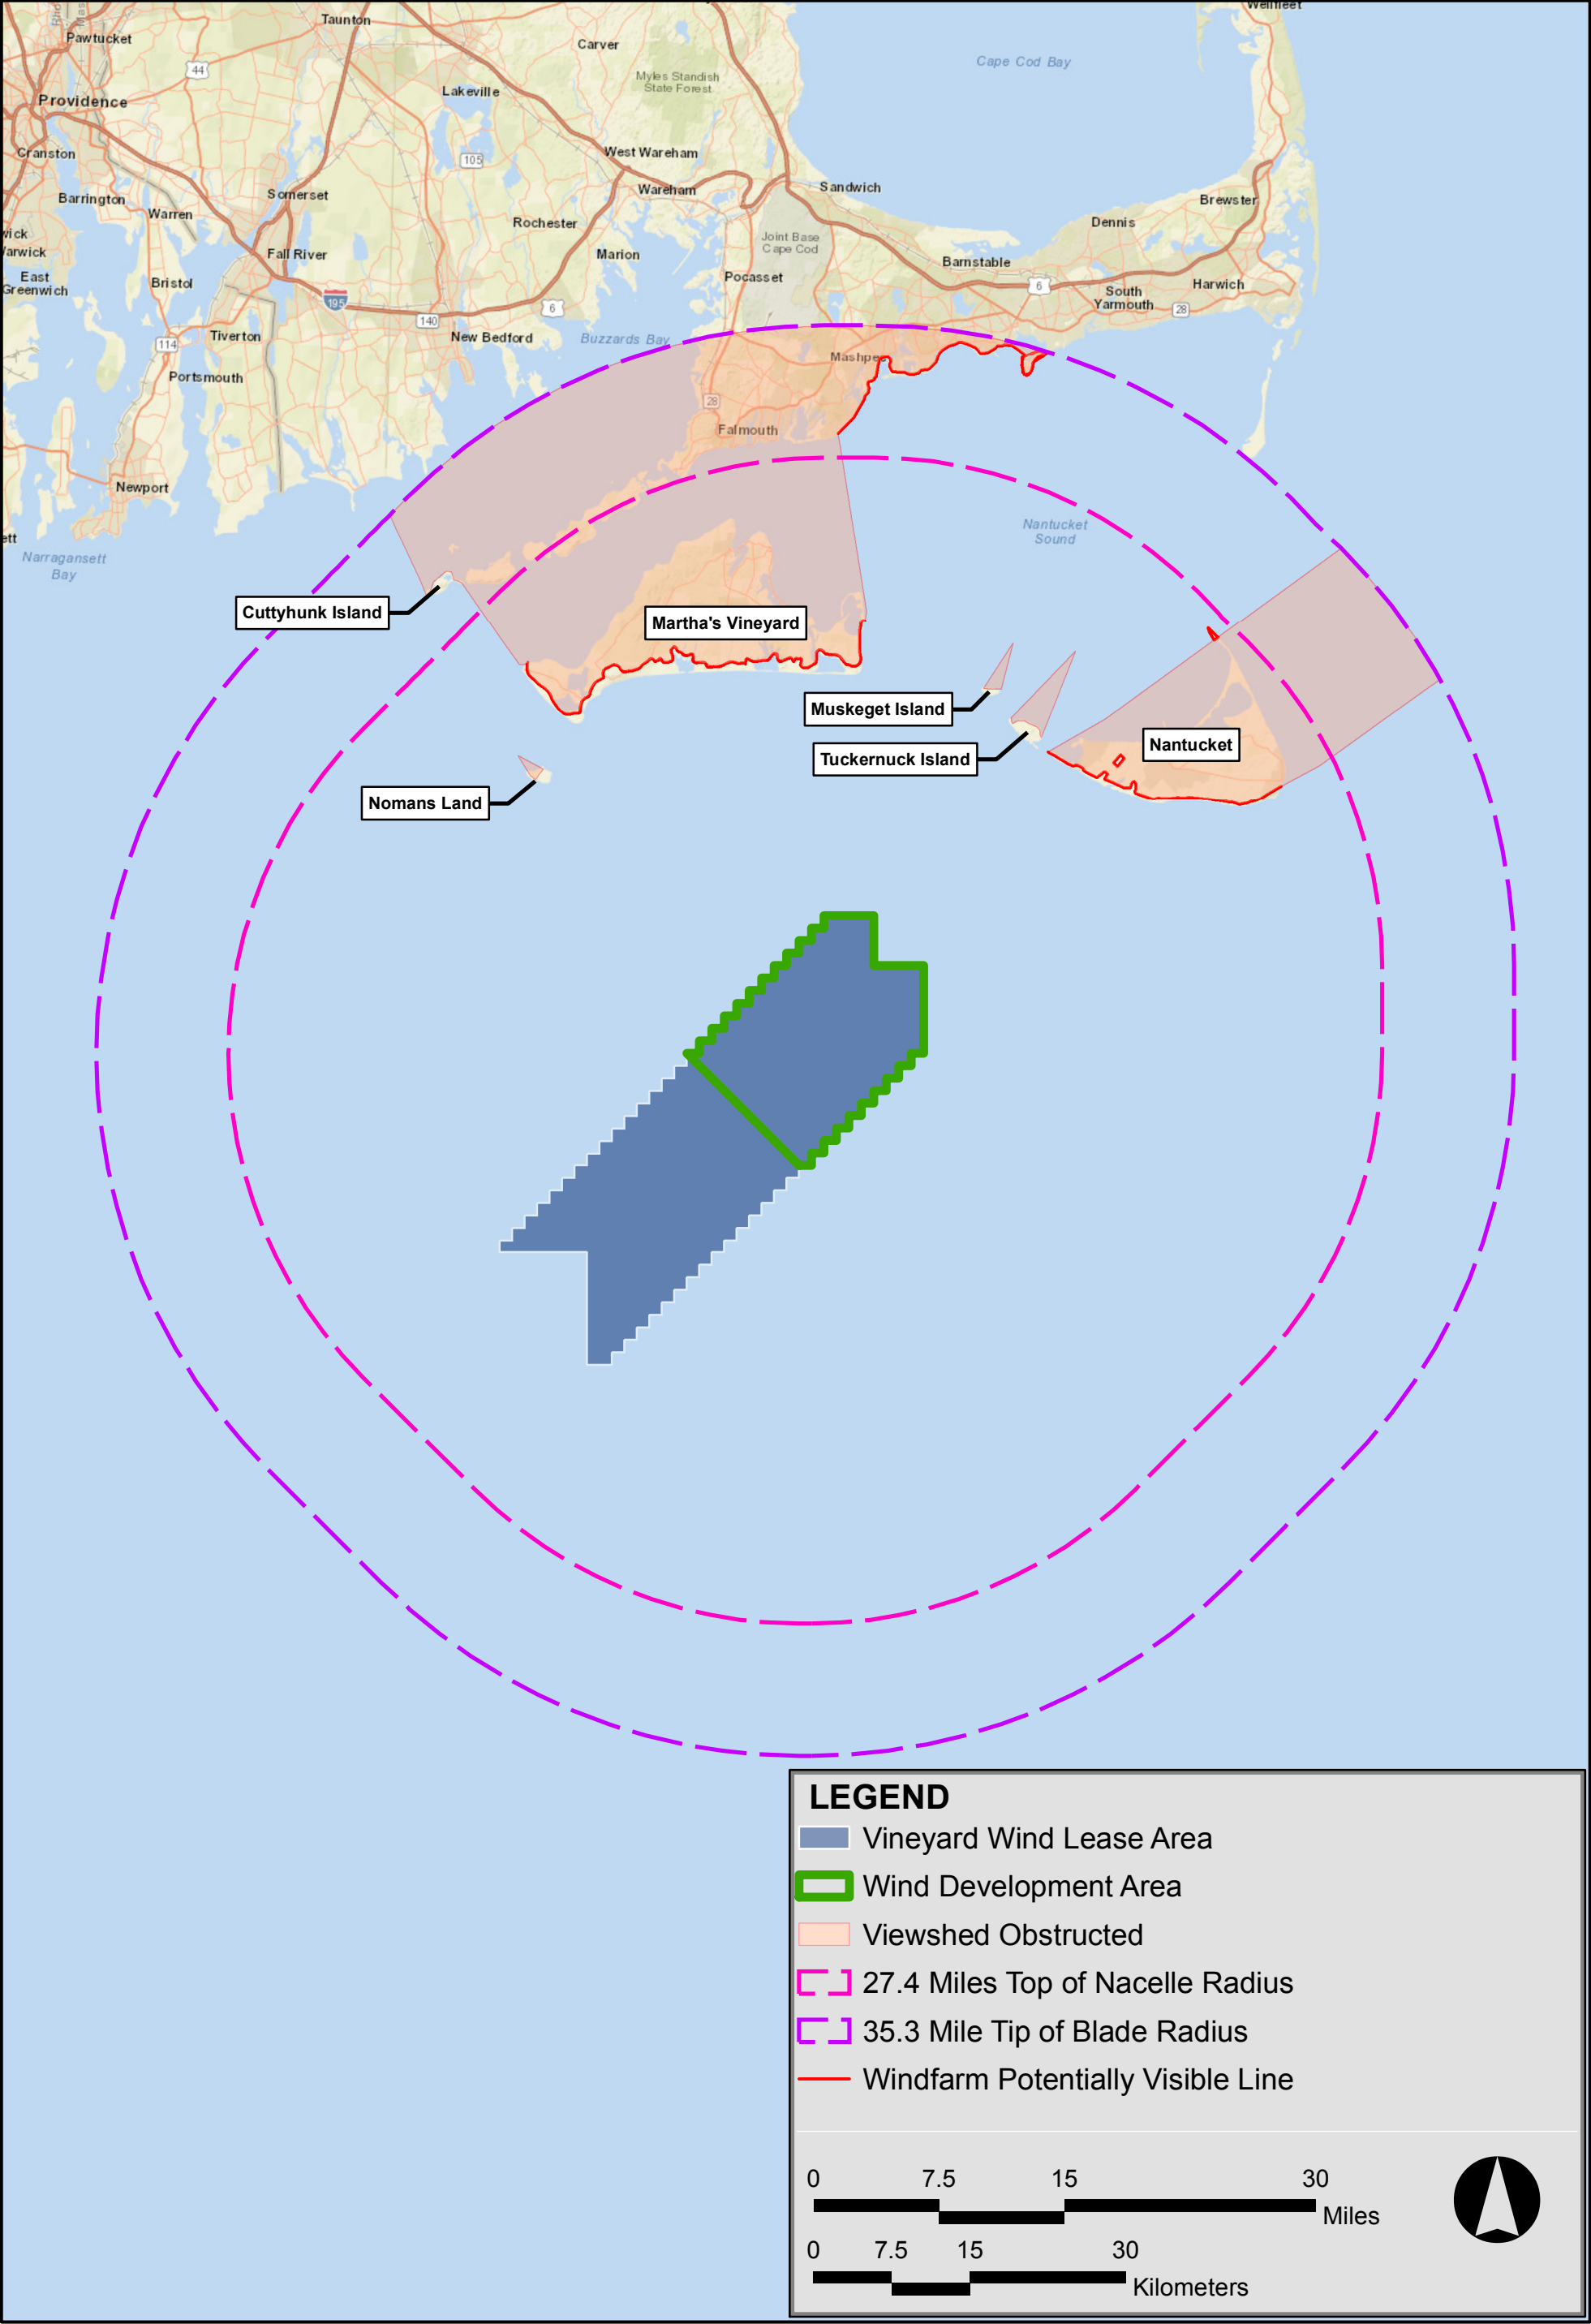 Wellfleet
Taunton
Pawtucket
Carver
Cape Cod Bay
44
Myles Standish
State Forest
Lakeville
Providence
Cranston
105
West Wareham
Wareham
Sandwich
Barrington
Somerset
Brewster
Warren
Rochester
Dennis
wick
Joint Base
Cape Cod
arwick
Fall River
Marion
Barnstable
East
Greenwich
Bristol
Pocasset
6
South
Yarmouth
Harwich
195
6
28
140
Tiverton
New Bedford
Buzzards Bay
114
Mashpee
Portsmouth
28
Falmouth
Newport
Nantucket
Sound
ett
Narragansett
Bay
Cuttyhunk Island
Martha's Vineyard
Muskeget Island
Nantucket
Tuckernuck Island
Nomans Land
LEGEND
Vineyard Wind Lease Area
Wind Development Area
Viewshed Obstructed
27.4 Miles Top of Nacelle Radius
35.3 Mile Tip of Blade Radius
Windfarm Potentially Visible Line
0 7.5 15 30
Miles
0 7.5 15 30
Kilometers